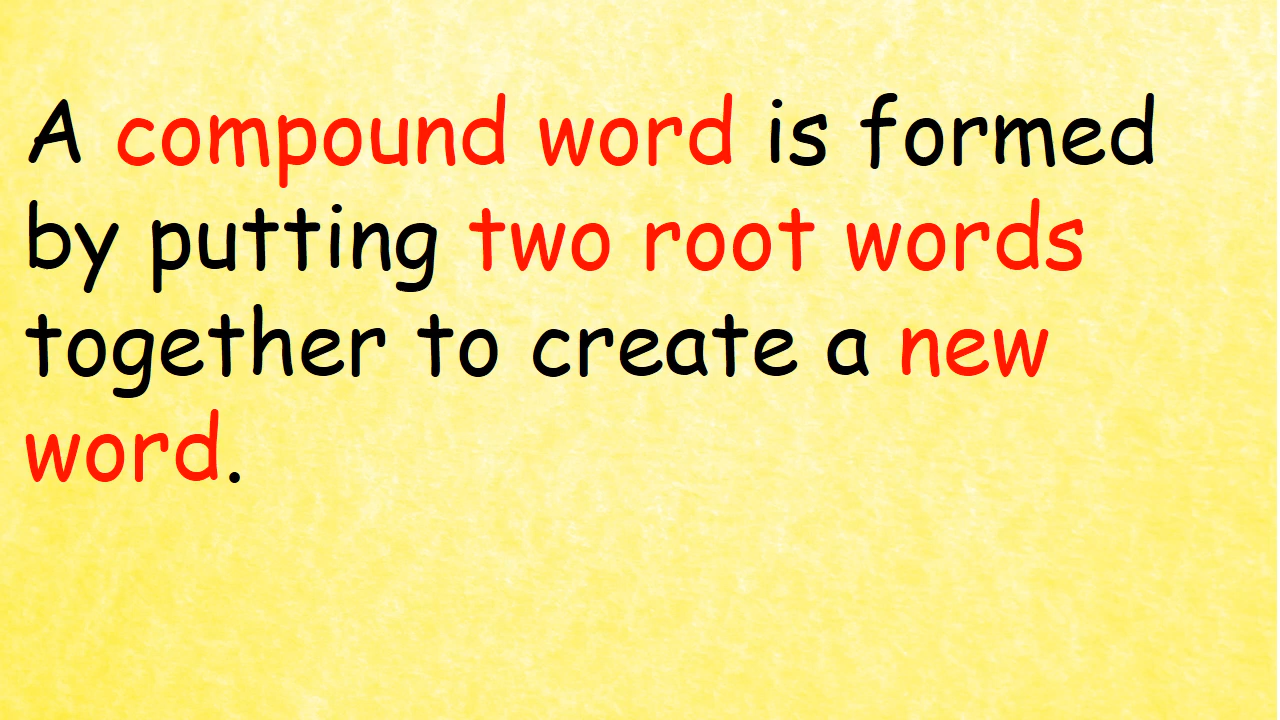 A compound word is formed
by putting two root words
together to create a new
word.